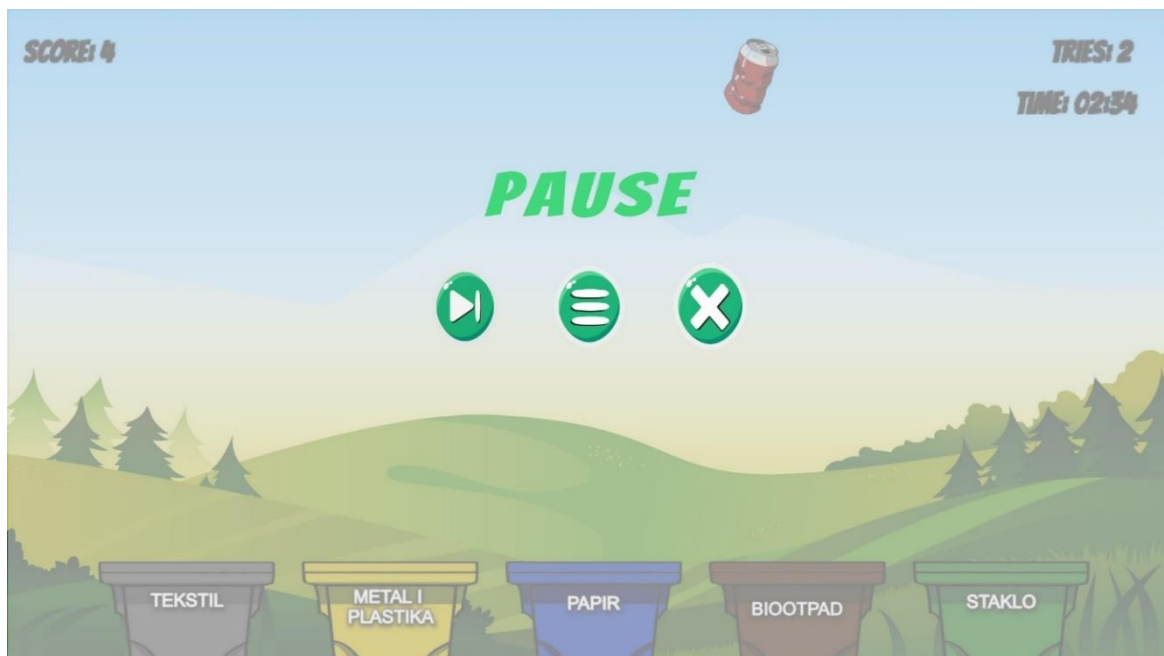 SCORE: 4
TRIES: 2
TIME: 02:34
PAUSE
TEKSTIL
METAL I
PLASTIKA
PAPIR
BIOOTPAD
STAKLO